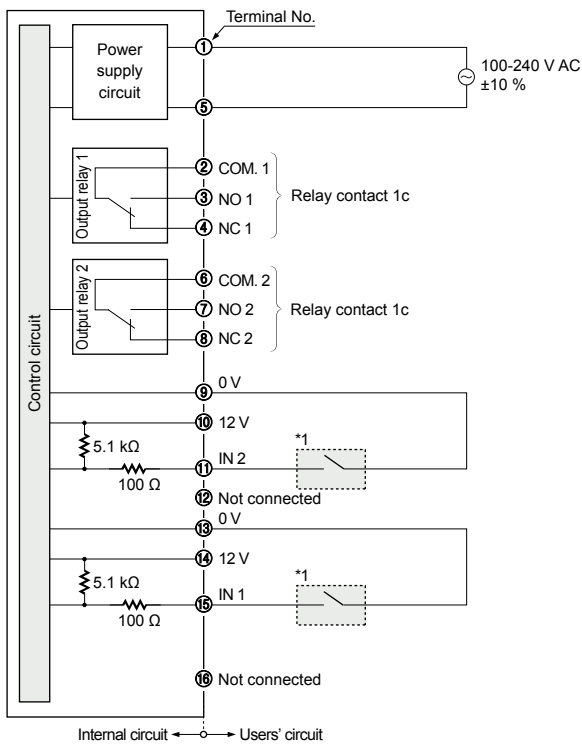 Terminal No.
Power
supply
circuit
1
5
100-240 V AC
±10 %
Output relay 1
2 COM. 1
3 NO 1
4 NC 1
Relay contact 1c
Output relay 2
6 COM. 2
7 NO 2
8 NC 2
Relay contact 1c
Control circuit
9 0 V
10 12 V
5.1 kΩ
100 Ω
11 IN 2
*1
12 Not connected
13 0 V
14 12 V
5.1 kΩ
100 Ω
15 IN 1
*1
16 Not connected
Internal circuit Users' circuit